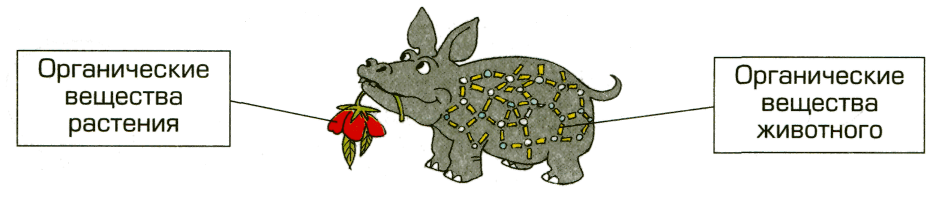 Органические
вещества
растения
Органические
вещества
животного